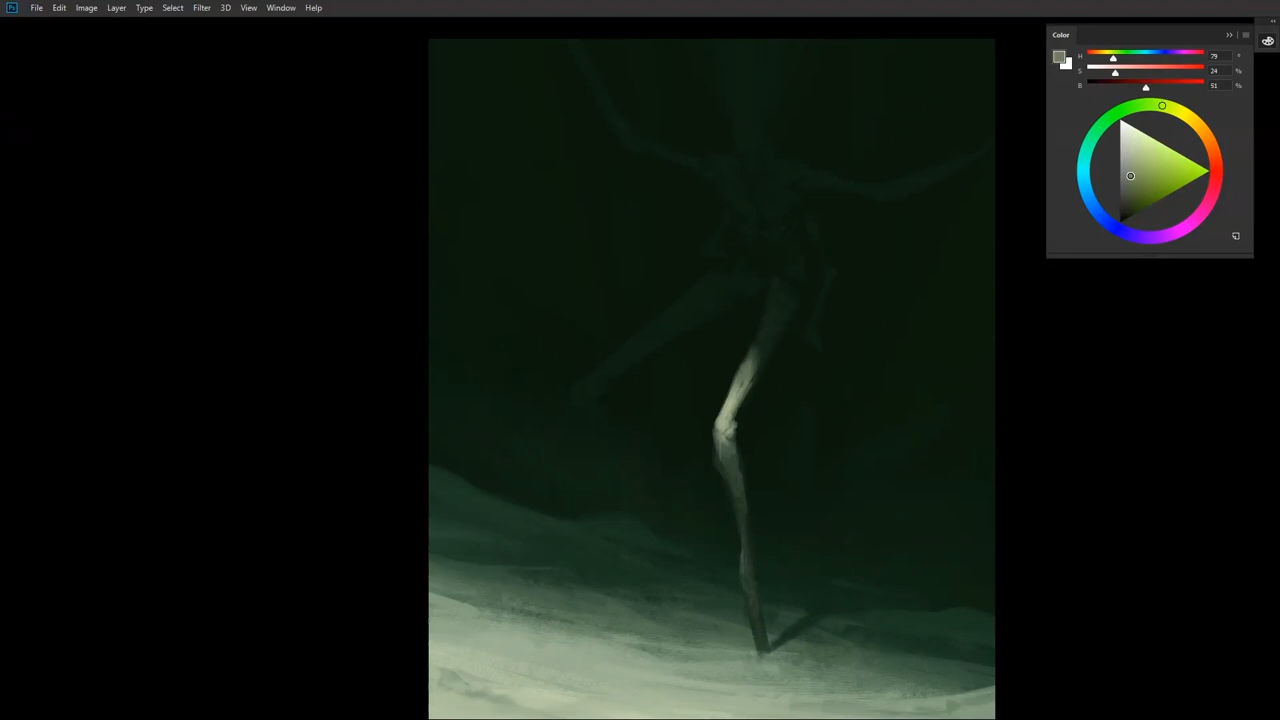 Ps File Edit Image Layer Type Select Filter 3D View Window Help
Color
H 79 °
S 24 %
B 51 %